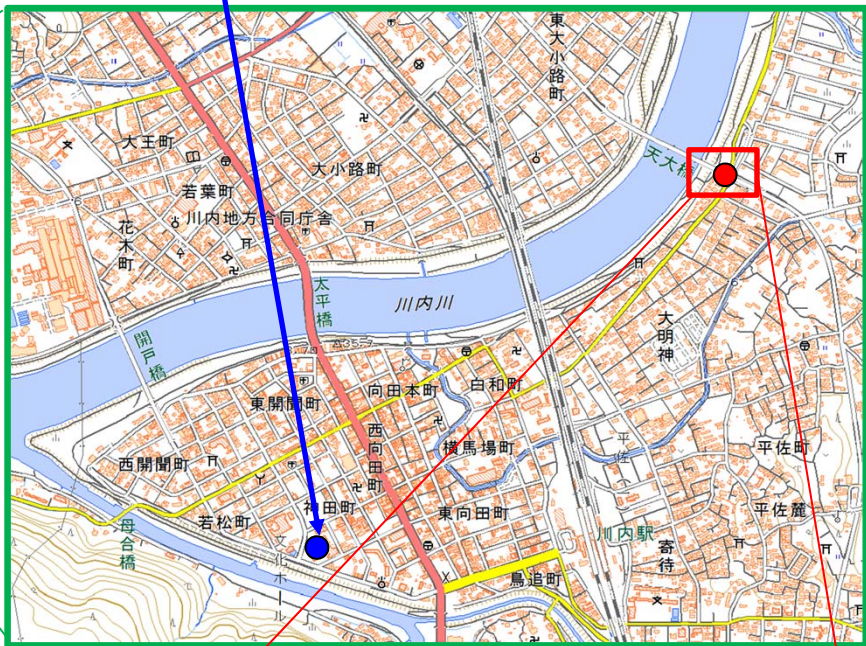 東大小路町
大王町
大小路町
天大橋
若葉町
川内地方合同庁舎
花木町
太平橋
川内川
開戸橋
大明神
向田本町
白和町
東開聞町
西向田町
横馬場町
平佐町
西開聞町
神田町
東向田町
平佐麓
若松町
川内駅
母合橋
文化ホール
寄待
鳥追町